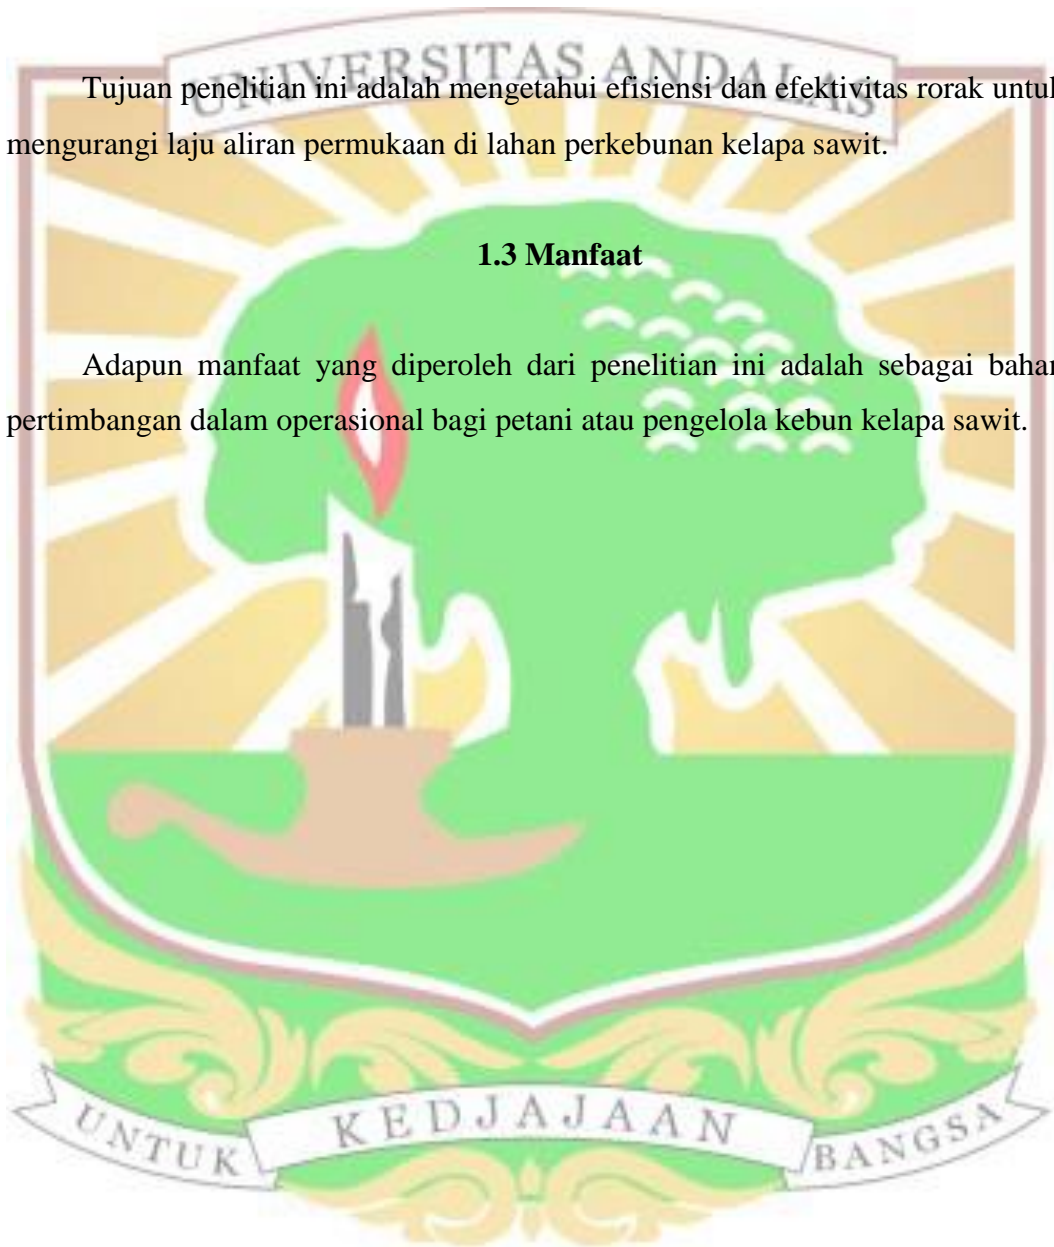 UNIVERSITAS ANDALAS
Tujuan penelitian ini adalah mengetahui efisiensi dan efektivitas rorak untuk
mengurangi laju aliran permukaan di lahan perkebunan kelapa sawit.
1.3 Manfaat
Adapun manfaat yang diperoleh dari penelitian ini adalah sebagai bahan
pertimbangan dalam operasional bagi petani atau pengelola kebun kelapa sawit.
UNTUK KEDJAJAAN BANGSA